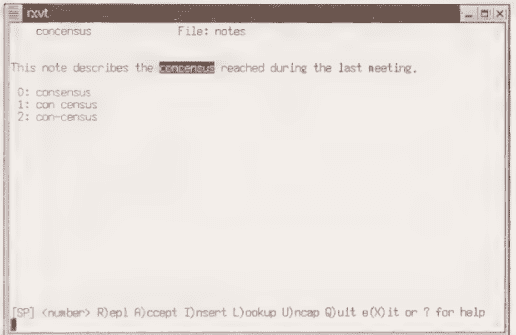 rxvt
concensus File: notes
This note describes the concensus reached during the last meeting.
0: consensus
1: con census
2: con-census
[SP] <number> R)epl A)ccept I)nsert L)ookup U)ncap Q)uit e(X)it or ? for help